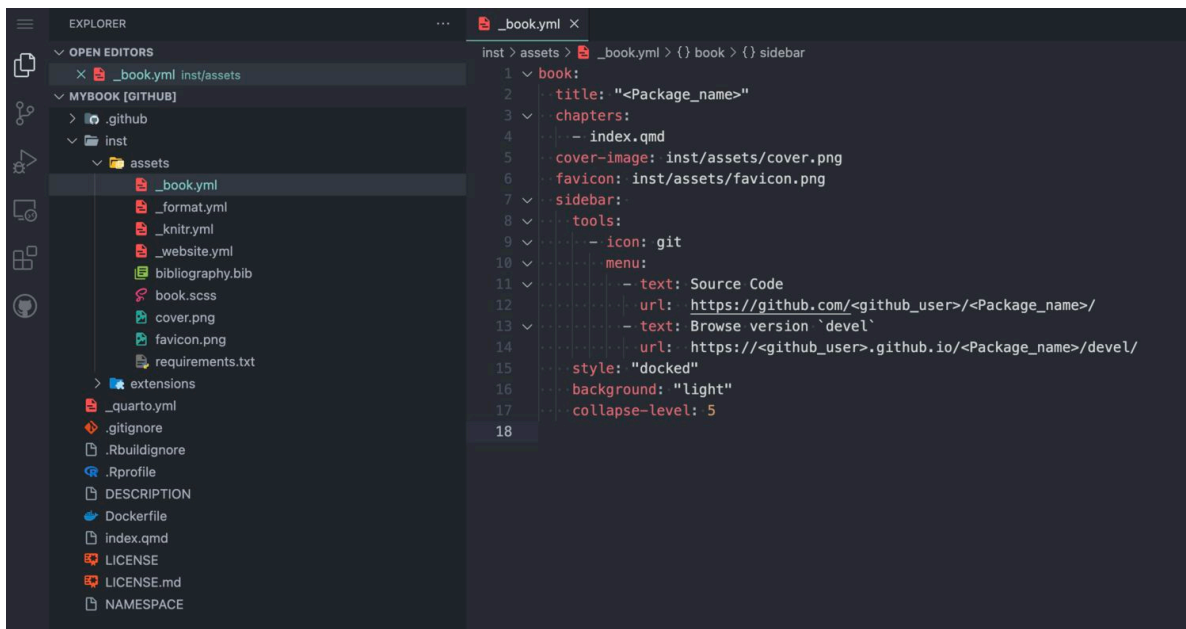 EXPLORER
OPEN EDITORS
_book.yml inst/assets
MYBOOK [GITHUB]
.github
inst
assets
_book.yml
_format.yml
_knitr.yml
_website.yml
bibliography.bib
book.scss
cover.png
favicon.png
requirements.txt
extensions
_quarto.yml
.gitignore
.Rbuildignore
.Rprofile
DESCRIPTION
Dockerfile
index.qmd
LICENSE
LICENSE.md
NAMESPACE
_book.yml
inst > assets > _book.yml > {} book > {} sidebar
1 book:
2   title: "<Package_name>"
3   chapters:
4     - index.qmd
5   cover-image: inst/assets/cover.png
6   favicon: inst/assets/favicon.png
7   sidebar:
8     tools:
9       - icon: git
10         menu:
11           - text: Source Code
12             url:  https://github.com/<github_user>/<Package_name>/
13           - text: Browse version `devel`
14             url:  https://<github_user>.github.io/<Package_name>/devel/
15     style: "docked"
16     background: "light"
17     collapse-level: 5
18